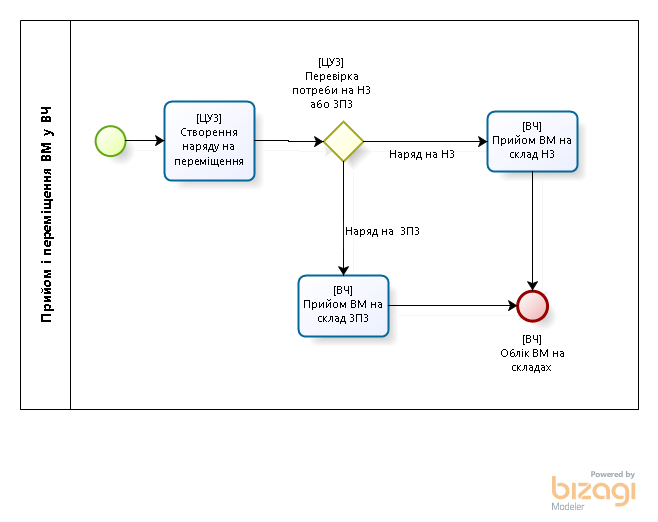 Прийом і переміщення ВМ у ВЧ
[ЦУЗ]
Створення
наряду на
переміщення
[ЦУЗ]
Перевірка
потреби на НЗ
або ЗПЗ
Наряд на НЗ
[ВЧ]
Прийом ВМ на
склад НЗ
Наряд на ЗПЗ
[ВЧ]
Прийом ВМ на
склад ЗПЗ
[ВЧ]
Облік ВМ на
складах
Powered by
bizagi
Modeler